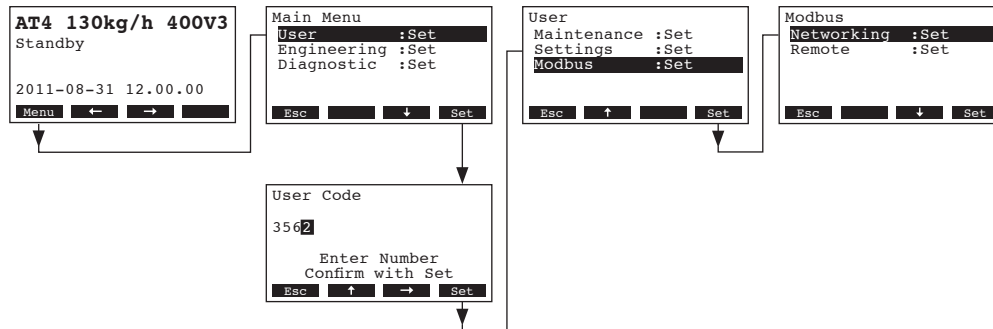 AT4 130kg/h 400V3
Standby
2011-08-31 12.00.00
Menu ← →
Main Menu
User :Set
Engineering :Set
Diagnostic :Set
Esc ↓ Set
User Code
3562
Enter Number
Confirm with Set
Esc ↑ → Set
User
Maintenance :Set
Settings :Set
Modbus :Set
Esc ↑ Set
Modbus
Networking :Set
Remote :Set
Esc ↓ Set